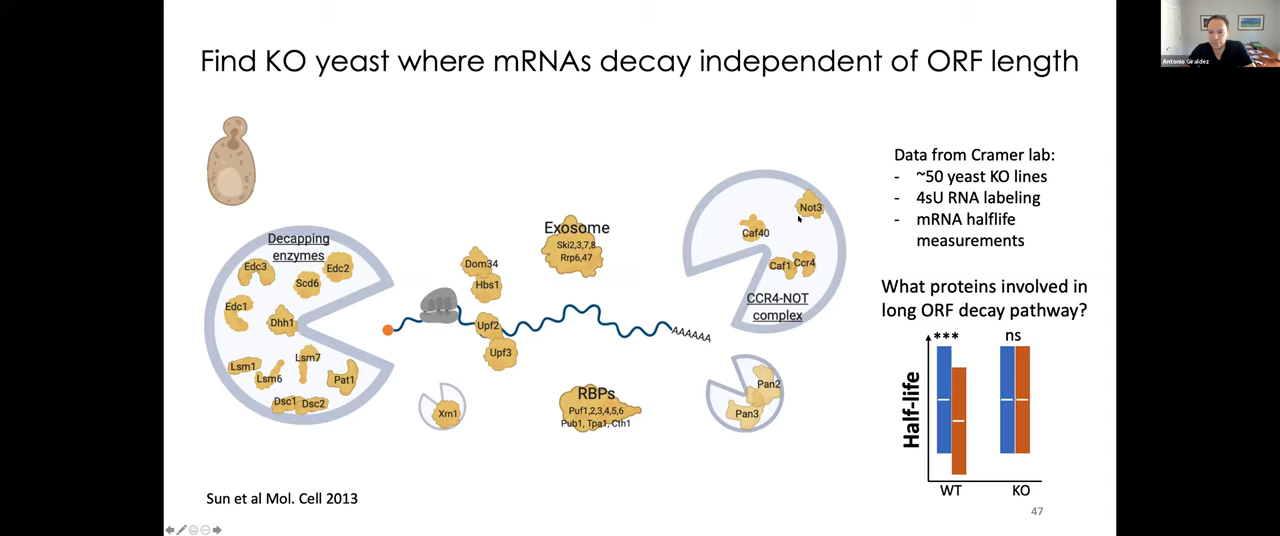 Find KO yeast where mRNAs decay independent of ORF length
Antonio Giraldez
Decapping
enzymes
Edc3
Edc2
Scd6
Edc1
Dhh1
Lsm7
Lsm1
Lsm6
Pat1
Dsc1
Dsc2
Dom34
Hbs1
Upf2
Upf3
Xrn1
Exosome
Ski2,3,7,8
Rrp6,47
RBPs
Puf1,2,3,4,5,6
Pub1, Tpa1, Cth1
AAAAAA
Not3
Caf40
Caf1
Ccr4
CCR4-NOT
complex
Pan2
Pan3
Data from Cramer lab:
- ~50 yeast KO lines
- 4sU RNA labeling
- mRNA halflife
measurements
What proteins involved in
long ORF decay pathway?
*** ns
Half-life
WT KO
Sun et al Mol. Cell 2013
47